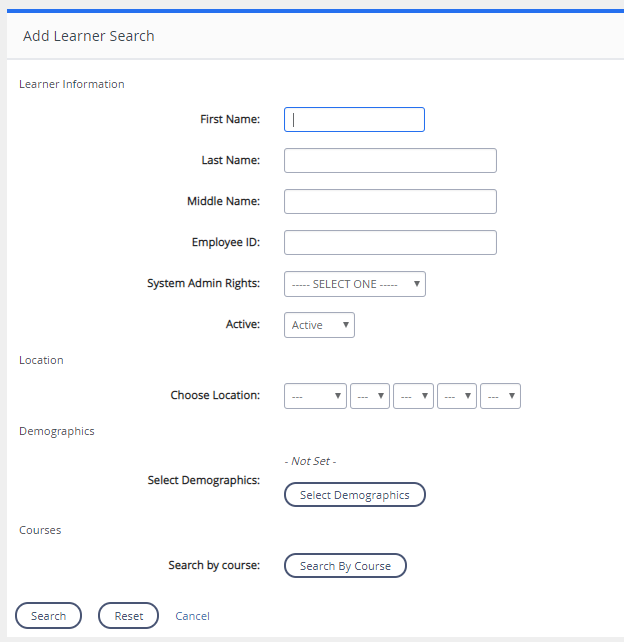 Add Learner Search
Learner Information
First Name:
Last Name:
Middle Name:
Employee ID:
System Admin Rights: ----- SELECT ONE -----
Active: Active
Location
Choose Location: --- --- --- --- ---
Demographics
- Not Set -
Select Demographics: Select Demographics
Courses
Search by course: Search By Course
Search Reset Cancel